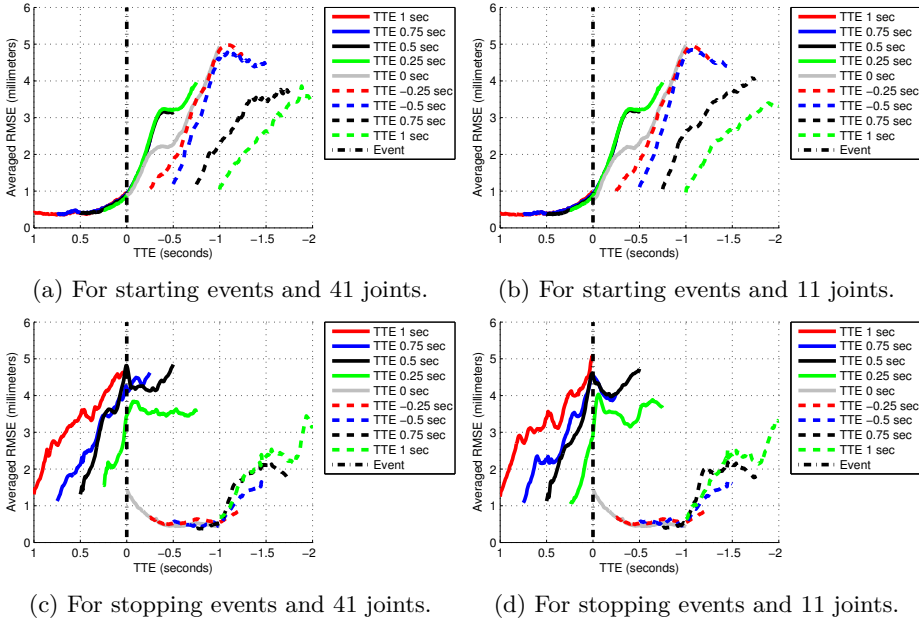 6
5
4
3
2
1
0
1 0.5 0 −0.5 −1 −1.5 −2
TTE (seconds)
Averaged RMSE (millimeters)
TTE 1 sec
TTE 0.75 sec
TTE 0.5 sec
TTE 0.25 sec
TTE 0 sec
TTE −0.25 sec
TTE −0.5 sec
TTE 0.75 sec
TTE 1 sec
Event
(a) For starting events and 41 joints.
6
5
4
3
2
1
0
1 0.5 0 −0.5 −1 −1.5 −2
TTE (seconds)
Averaged RMSE (millimeters)
TTE 1 sec
TTE 0.75 sec
TTE 0.5 sec
TTE 0.25 sec
TTE 0 sec
TTE −0.25 sec
TTE −0.5 sec
TTE 0.75 sec
TTE 1 sec
Event
(b) For starting events and 11 joints.
6
5
4
3
2
1
0
1 0.5 0 −0.5 −1 −1.5 −2
TTE (seconds)
Averaged RMSE (millimeters)
TTE 1 sec
TTE 0.75 sec
TTE 0.5 sec
TTE 0.25 sec
TTE 0 sec
TTE −0.25 sec
TTE −0.5 sec
TTE 0.75 sec
TTE 1 sec
Event
(c) For stopping events and 41 joints.
6
5
4
3
2
1
0
1 0.5 0 −0.5 −1 −1.5 −2
TTE (seconds)
Averaged RMSE (millimeters)
TTE 1 sec
TTE 0.75 sec
TTE 0.5 sec
TTE 0.25 sec
TTE 0 sec
TTE −0.25 sec
TTE −0.5 sec
TTE 0.75 sec
TTE 1 sec
Event
(d) For stopping events and 11 joints.